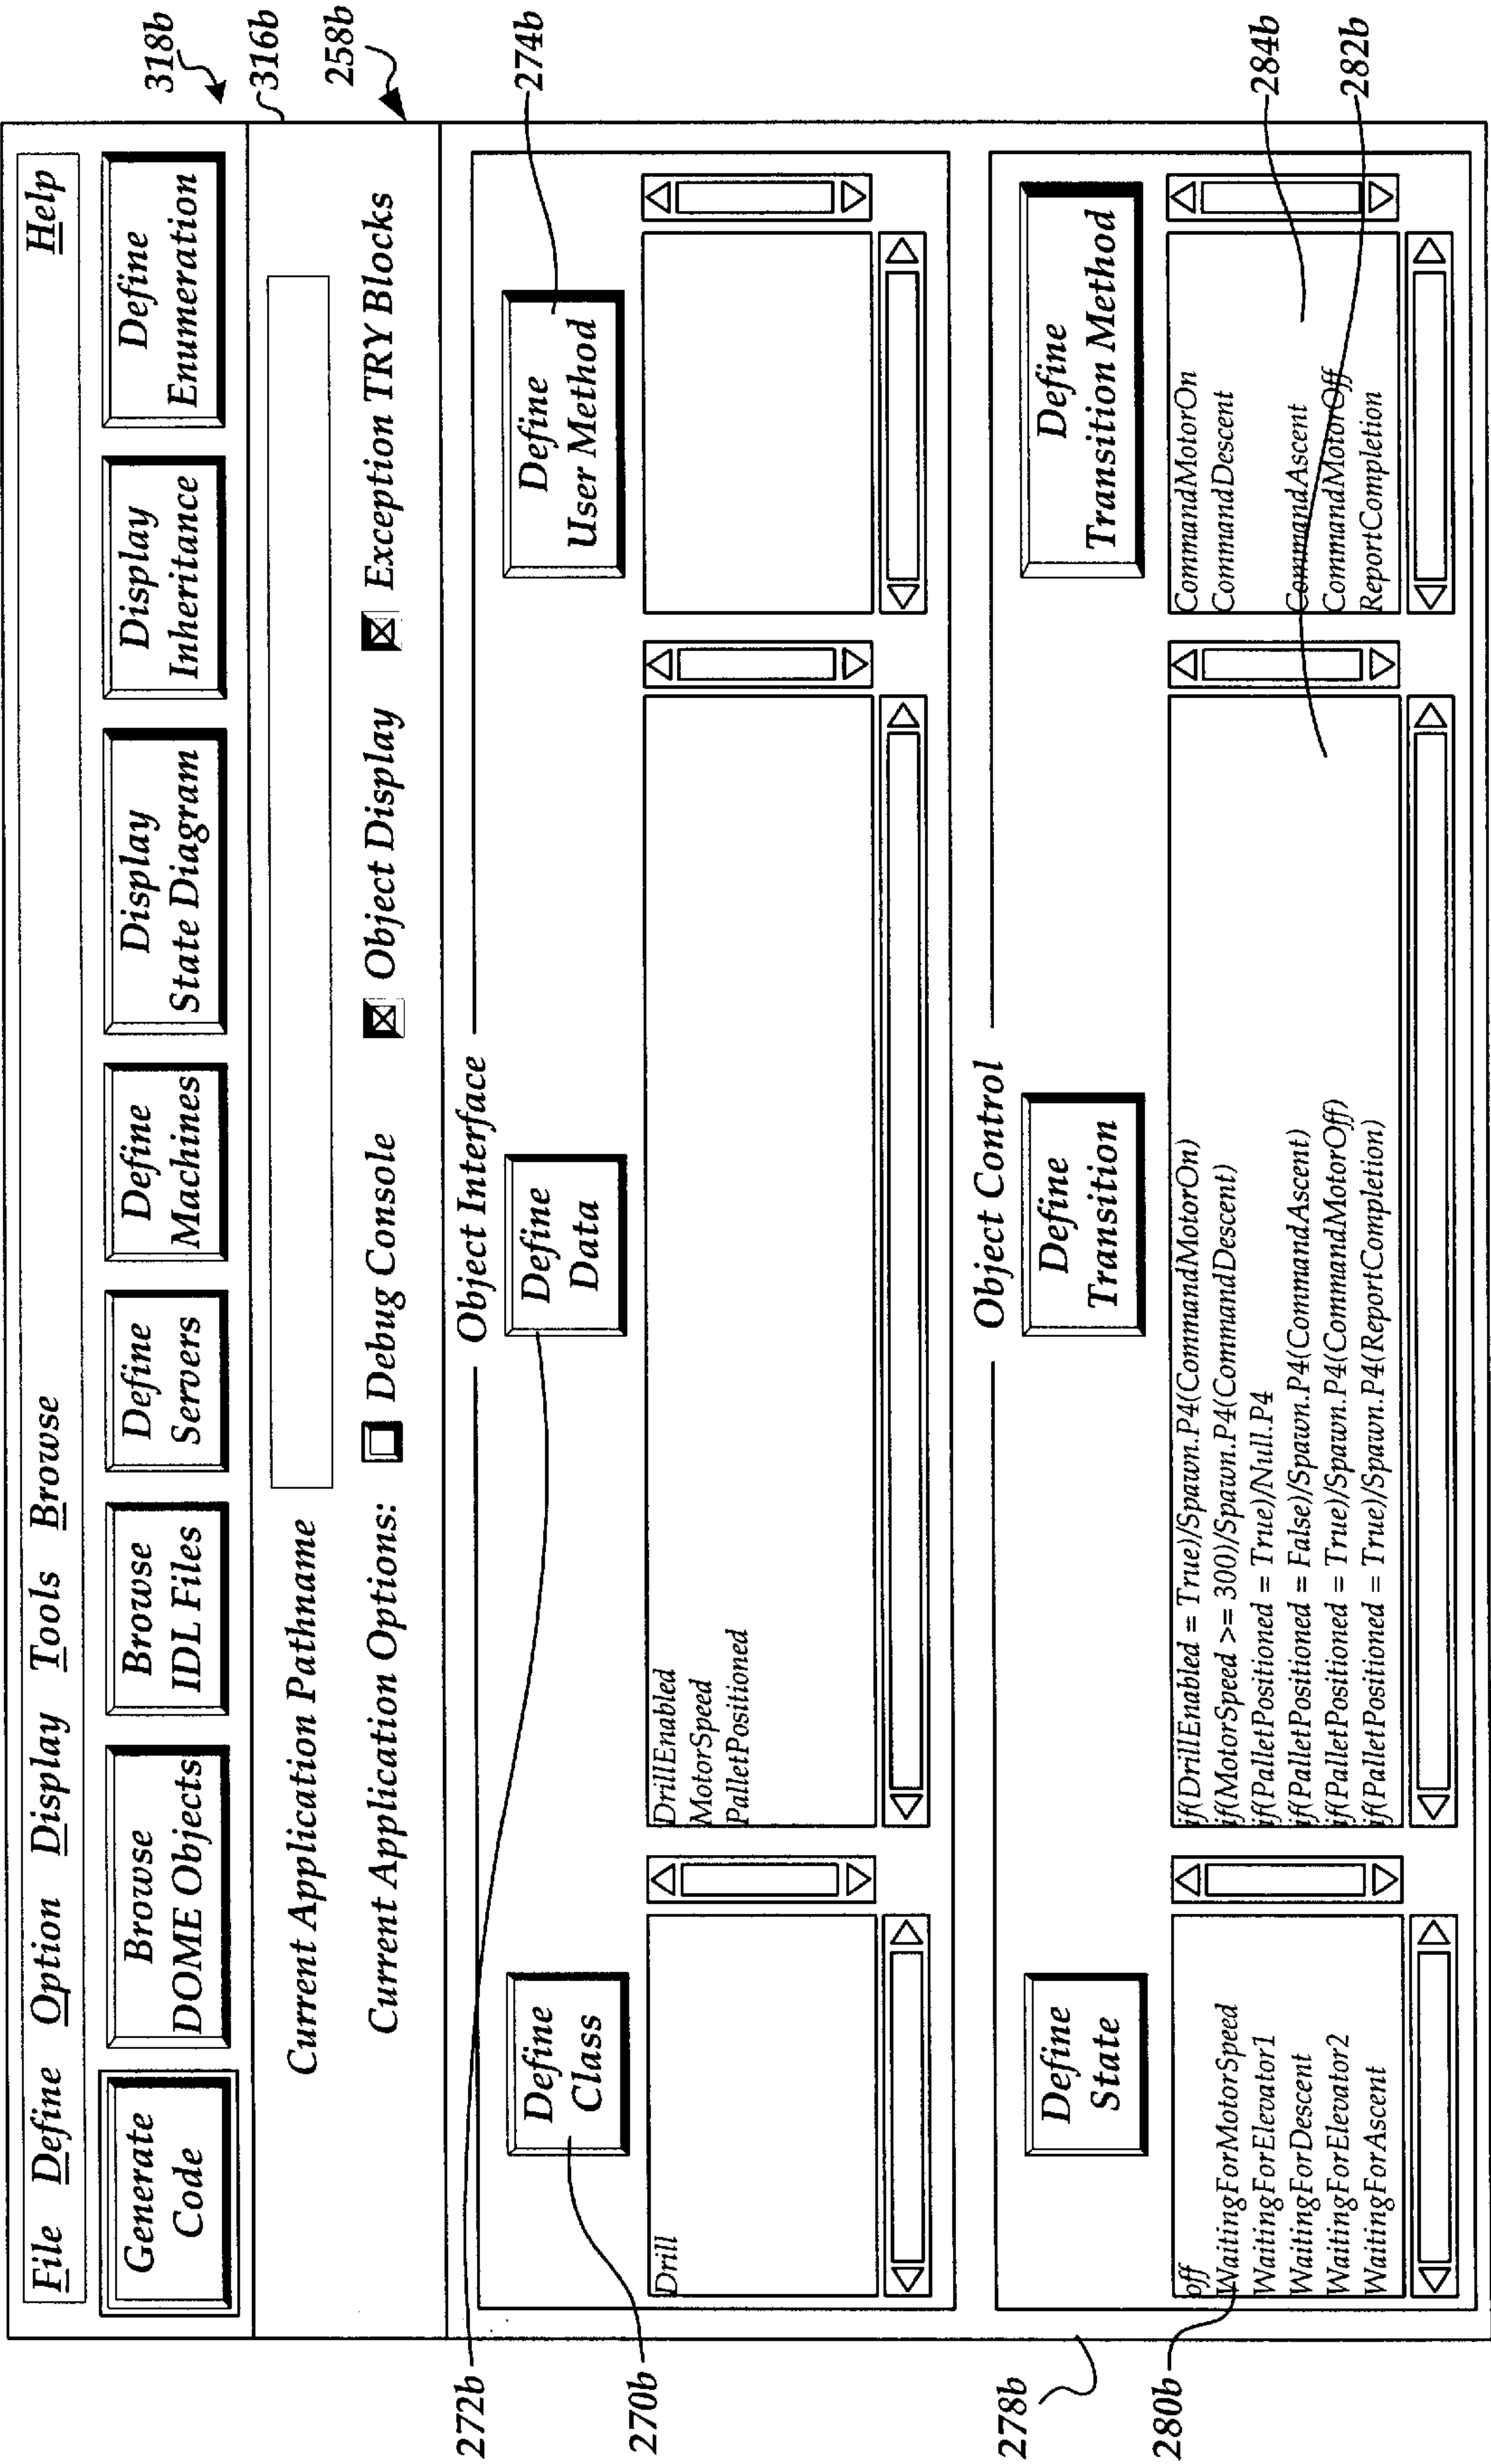 318b
316b
258b
274b
284b
282b
272b
270b
278b
280b
File Define Option Display Tools Browse Help
Generate
Code
Browse
DOME Objects
Browse
IDL Files
Define
Servers
Define
Machines
Display
State Diagram
Display
Inheritance
Define
Enumeration
Current Application Pathname
Current Application Options: Debug Console Object Display Exception TRY Blocks
Object Interface
Define
Class
Define
Data
Define
User Method
Drill
DrillEnabled
MotorSpeed
PalletPositioned
Object Control
Define
State
Define
Transition
Define
Transition Method
off
WaitingForMotorSpeed
WaitingForElevator1
WaitingForDescent
WaitingForElevator2
WaitingForAscent
if(DrillEnabled = True)/Spawn.P4(CommandMotorOn)
if(MotorSpeed >= 300)/Spawn.P4(CommandDescent)
if(PalletPositioned = True)/Null.P4
if(PalletPositioned = False)/Spawn.P4(CommandAscent)
if(PalletPositioned = True)/Spawn.P4(CommandMotorOff)
if(PalletPositioned = True)/Spawn.P4(ReportCompletion)
CommandMotorOn
CommandDescent
CommandAscent
CommandMotorOff
ReportCompletion